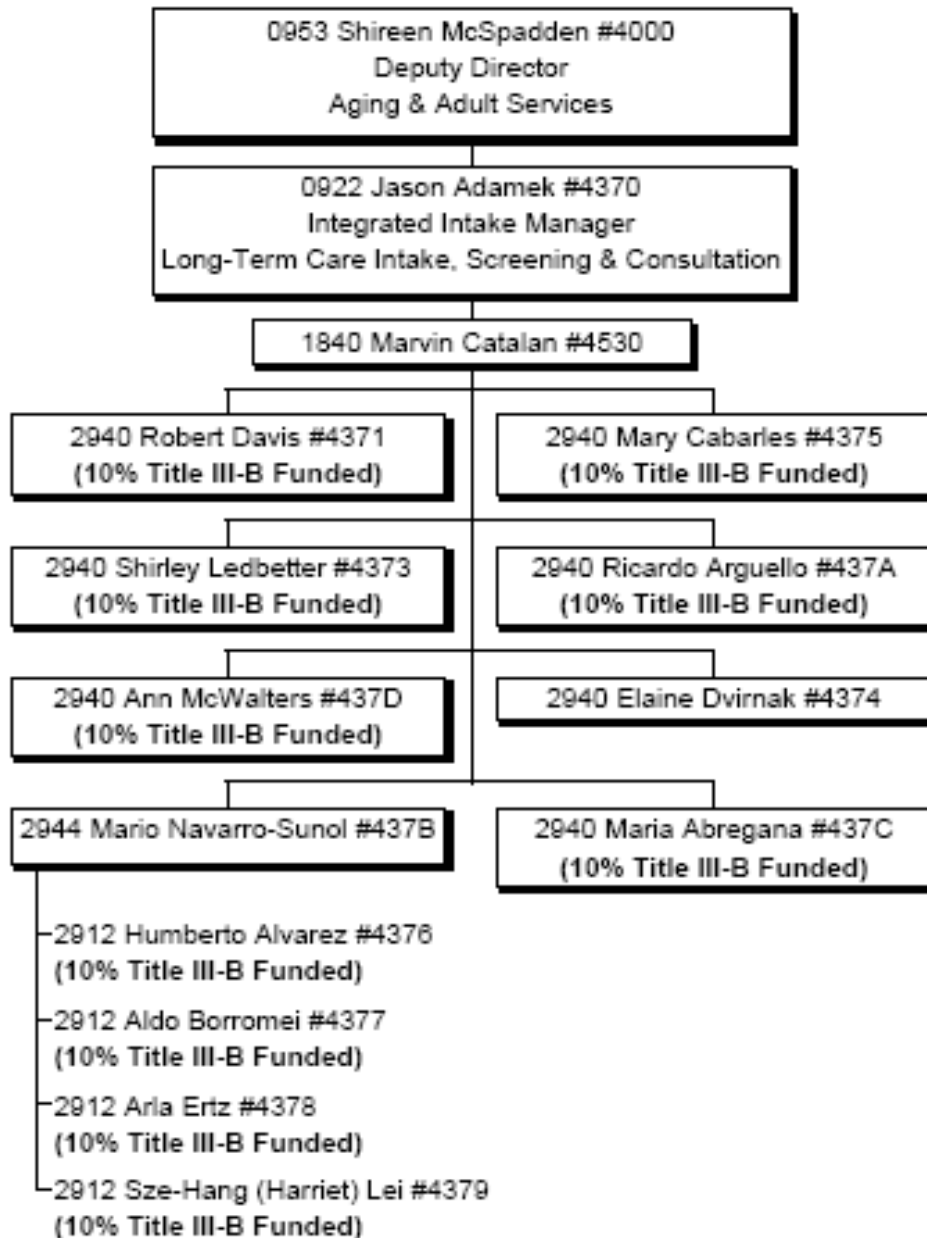 0953 Shireen McSpadden #4000
Deputy Director
Aging & Adult Services
0922 Jason Adamek #4370
Integrated Intake Manager
Long-Term Care Intake, Screening & Consultation
1840 Marvin Catalan #4530
2940 Robert Davis #4371
(10% Title III-B Funded)
2940 Mary Cabarles #4375
(10% Title III-B Funded)
2940 Shirley Ledbetter #4373
(10% Title III-B Funded)
2940 Ricardo Arguello #437A
(10% Title III-B Funded)
2940 Ann McWalters #437D
(10% Title III-B Funded)
2940 Elaine Dvirnak #4374
2944 Mario Navarro-Sunol #437B
2940 Maria Abregana #437C
(10% Title III-B Funded)
2912 Humberto Alvarez #4376
(10% Title III-B Funded)
2912 Aldo Borromei #4377
(10% Title III-B Funded)
2912 Arla Ertz #4378
(10% Title III-B Funded)
2912 Sze-Hang (Harriet) Lei #4379
(10% Title III-B Funded)